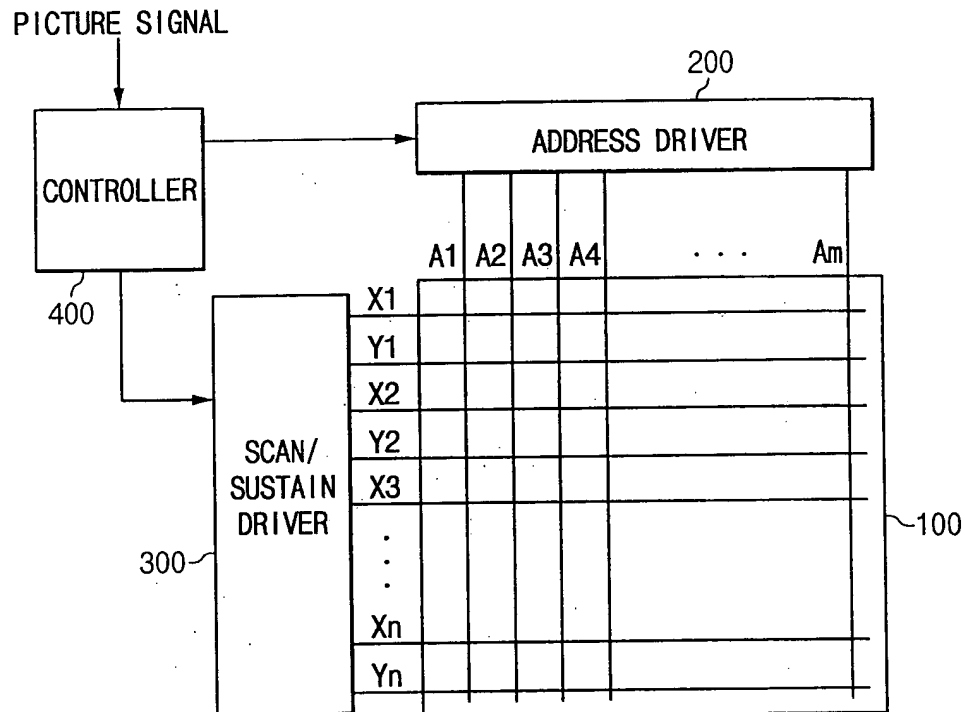 PICTURE SIGNAL
200
ADDRESS DRIVER
CONTROLLER
400
A1 A2 A3 A4 . . . Am
X1
Y1
X2
Y2
X3
.
.
.
Xn
Yn
SCAN/
SUSTAIN
DRIVER
300
100